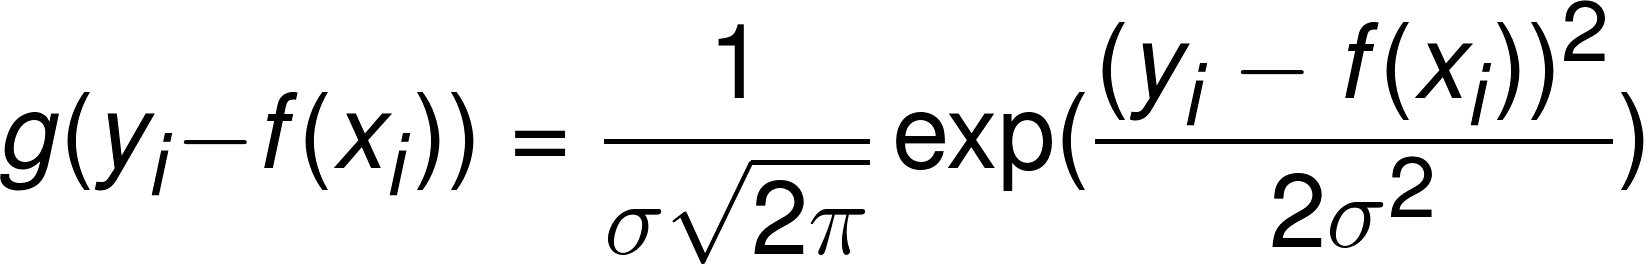 g(y_i−f(x_i)) = \frac{1}{σ\sqrt{2π}} exp(\frac{(y_i − f(x_i))^2}{2σ^2})